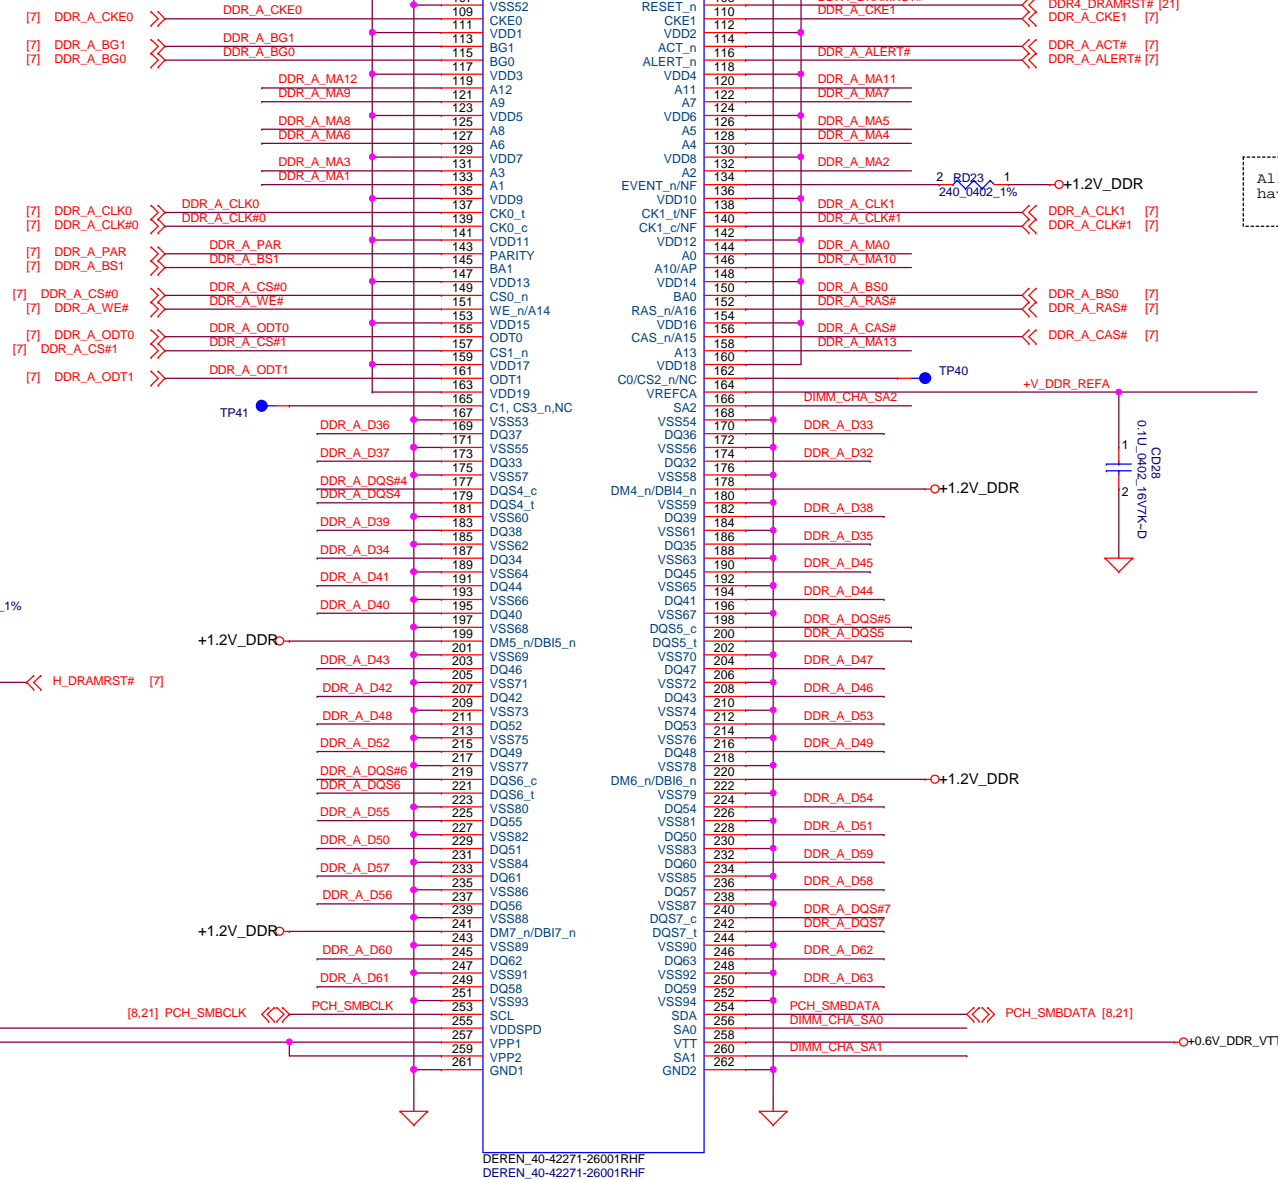 VSS52 RESET_n DDR4_DRAMRST# [21]
[7] DDR_A_CKE0 DDR_A_CKE0 109 CKE0 CKE1 110 DDR_A_CKE1 DDR_A_CKE1 [7]
111 VDD1 VDD2 112
[7] DDR_A_BG1 DDR_A_BG1 113 BG1 ACT_n 114 DDR_A_ACT# [7]
[7] DDR_A_BG0 DDR_A_BG0 115 BG0 ALERT_n 116 DDR_A_ALERT# DDR_A_ALERT# [7]
117 VDD3 VDD4 118
DDR_A_MA12 119 A12 A11 120 DDR_A_MA11
DDR_A_MA9 121 A9 A7 122 DDR_A_MA7
123 VDD5 VDD6 124
DDR_A_MA8 125 A8 A5 126 DDR_A_MA5
DDR_A_MA6 127 A6 A4 128 DDR_A_MA4
129 VDD7 VDD8 130
DDR_A_MA3 131 A3 A2 132 DDR_A_MA2
DDR_A_MA1 133 A1 EVENT_n/NF 134 2 RD23 1 +1.2V_DDR
240_0402_1%
135 VDD9 VDD10 136
[7] DDR_A_CLK0 DDR_A_CLK0 137 CK0_t CK1_t/NF 138 DDR_A_CLK1 DDR_A_CLK1 [7]
[7] DDR_A_CLK#0 DDR_A_CLK#0 139 CK0_c CK1_c/NF 140 DDR_A_CLK#1 DDR_A_CLK#1 [7]
141 VDD11 VDD12 142
[7] DDR_A_PAR DDR_A_PAR 143 PARITY A0 144 DDR_A_MA0
[7] DDR_A_BS1 DDR_A_BS1 145 BA1 A10/AP 146 DDR_A_MA10
147 VDD13 VDD14 148
[7] DDR_A_CS#0 DDR_A_CS#0 149 CS0_n BA0 150 DDR_A_BS0 DDR_A_BS0 [7]
[7] DDR_A_WE# DDR_A_WE# 151 WE_n/A14 RAS_n/A16 152 DDR_A_RAS# DDR_A_RAS# [7]
153 VDD15 VDD16 154
[7] DDR_A_ODT0 DDR_A_ODT0 155 ODT0 CAS_n/A15 156 DDR_A_CAS# DDR_A_CAS# [7]
[7] DDR_A_CS#1 DDR_A_CS#1 157 CS1_n A13 158 DDR_A_MA13
159 VDD17 VDD18 160
[7] DDR_A_ODT1 DDR_A_ODT1 161 ODT1 C0/CS2_n/NC 162 TP40
163 VDD19 VREFCA 164 +V_DDR_REFA
TP41 165 C1, CS3_n,NC SA2 166 DIMM_CHA_SA2
167 VSS53 VSS54 168
DDR_A_D36 169 DQ37 DQ36 170 DDR_A_D33
171 VSS55 VSS56 172
DDR_A_D37 173 DQ33 DQ32 174 DDR_A_D32
175 VSS57 VSS58 176
DDR_A_DQS#4 177 DQS4_c DM4_n/DBI4_n 178 +1.2V_DDR
DDR_A_DQS4 179 DQS4_t VSS59 180
181 VSS60 DQ39 182 DDR_A_D38
DDR_A_D39 183 DQ38 VSS61 184
185 VSS62 DQ35 186 DDR_A_D35
DDR_A_D34 187 DQ34 VSS63 188
189 VSS64 DQ45 190 DDR_A_D45
DDR_A_D41 191 DQ44 VSS65 192
193 VSS66 DQ41 194 DDR_A_D44
DDR_A_D40 195 DQ40 VSS67 196
197 VSS68 DQS5_c 198 DDR_A_DQS#5
+1.2V_DDR 199 DM5_n/DBI5_n DQS5_t 200 DDR_A_DQS5
201 VSS69 VSS70 202
DDR_A_D43 203 DQ46 DQ47 204 DDR_A_D47
205 VSS71 VSS72 206
DDR_A_D42 207 DQ42 DQ43 208 DDR_A_D46
209 VSS73 VSS74 210
DDR_A_D48 211 DQ52 DQ53 212 DDR_A_D53
213 VSS75 VSS76 214
DDR_A_D52 215 DQ49 DQ48 216 DDR_A_D49
217 VSS77 VSS78 218
DDR_A_DQS#6 219 DQS6_c DM6_n/DBI6_n 220 +1.2V_DDR
DDR_A_DQS6 221 DQS6_t VSS79 222
223 VSS80 DQ54 224 DDR_A_D54
DDR_A_D55 225 DQ55 VSS81 226
227 VSS82 DQ50 228 DDR_A_D51
DDR_A_D50 229 DQ51 VSS83 230
231 VSS84 DQ60 232 DDR_A_D59
DDR_A_D57 233 DQ61 VSS85 234
235 VSS86 DQ57 236 DDR_A_D58
DDR_A_D56 237 DQ56 VSS87 238
239 VSS88 DQS7_c 240 DDR_A_DQS#7
+1.2V_DDR 241 DM7_n/DBI7_n DQS7_t 242 DDR_A_DQS7
243 VSS89 VSS90 244
DDR_A_D60 245 DQ62 DQ63 246 DDR_A_D62
247 VSS91 VSS92 248
DDR_A_D61 249 DQ58 DQ59 250 DDR_A_D63
251 VSS93 VSS94 252
[8,21] PCH_SMBCLK PCH_SMBCLK 253 SCL SDA 254 PCH_SMBDATA PCH_SMBDATA [8,21]
255 VDDSPD SA0 256 DIMM_CHA_SA0
257 VPP1 VTT 258 +0.6V_DDR_VTT
259 VPP2 SA1 260 DIMM_CHA_SA1
261 GND1 GND2 262
1
CD28
0.1U_0402_16V7K~D
2
_1%
H_DRAMRST# [7]
DEREN_40-42271-26001RHF
DEREN_40-42271-26001RHF